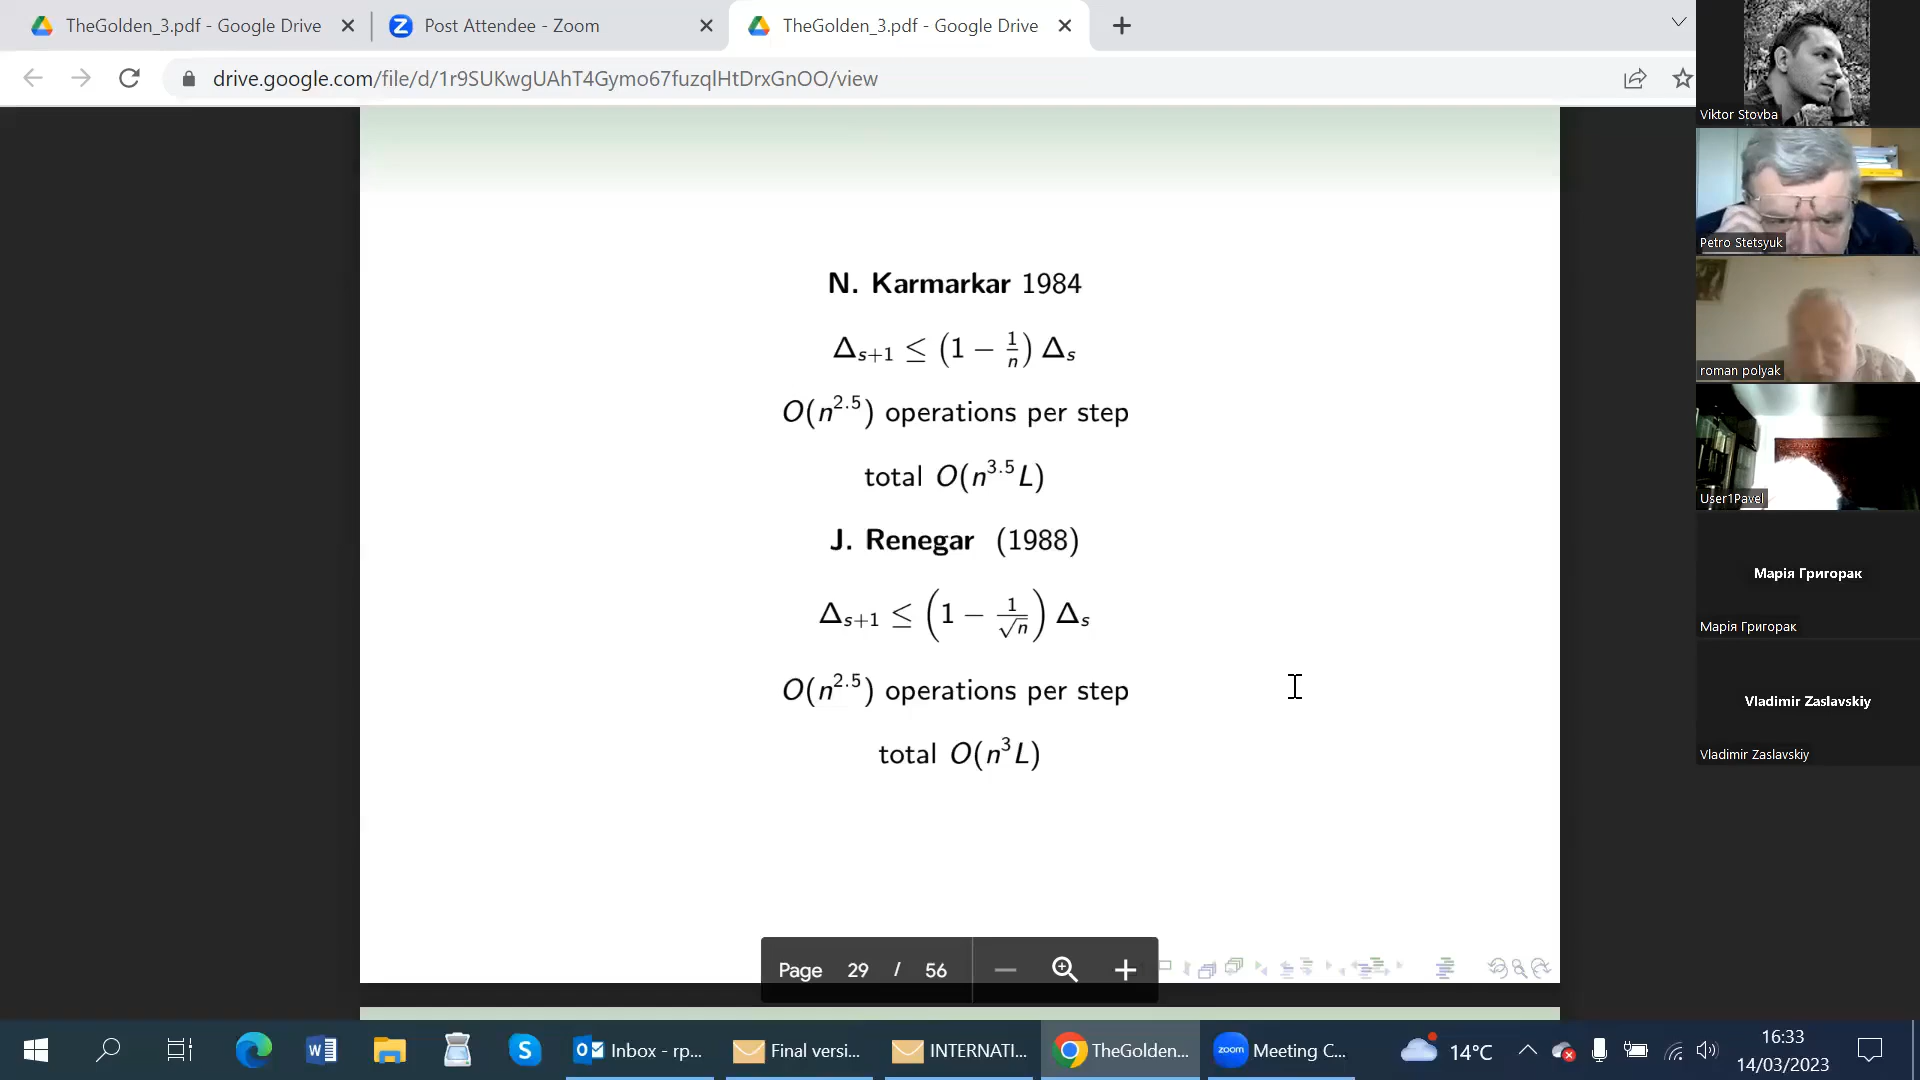 TheGolden_3.pdf - Google Drive
Post Attendee - Zoom
TheGolden_3.pdf - Google Drive
drive.google.com/file/d/1r9SUKwgUAhT4Gymo67fuzqlHtDrxGnOO/view
N. Karmarkar 1984
Δ_{s+1} ≤ (1 − 1/n) Δ_s
O(n^{2.5}) operations per step
total O(n^{3.5}L)
J. Renegar (1988)
Δ_{s+1} ≤ (1 − 1/√n) Δ_s
O(n^{2.5}) operations per step
total O(n^3L)
Page 29 / 56
Viktor Stovba
Petro Stetsyuk
roman polyak
User1Pavel
Марія Григорак
Марія Григорак
Vladimir Zaslavskiy
Vladimir Zaslavskiy
Inbox - rp...
Final versi...
INTERNATI...
TheGolden...
zoom
Meeting C...
14°C
16:33
14/03/2023